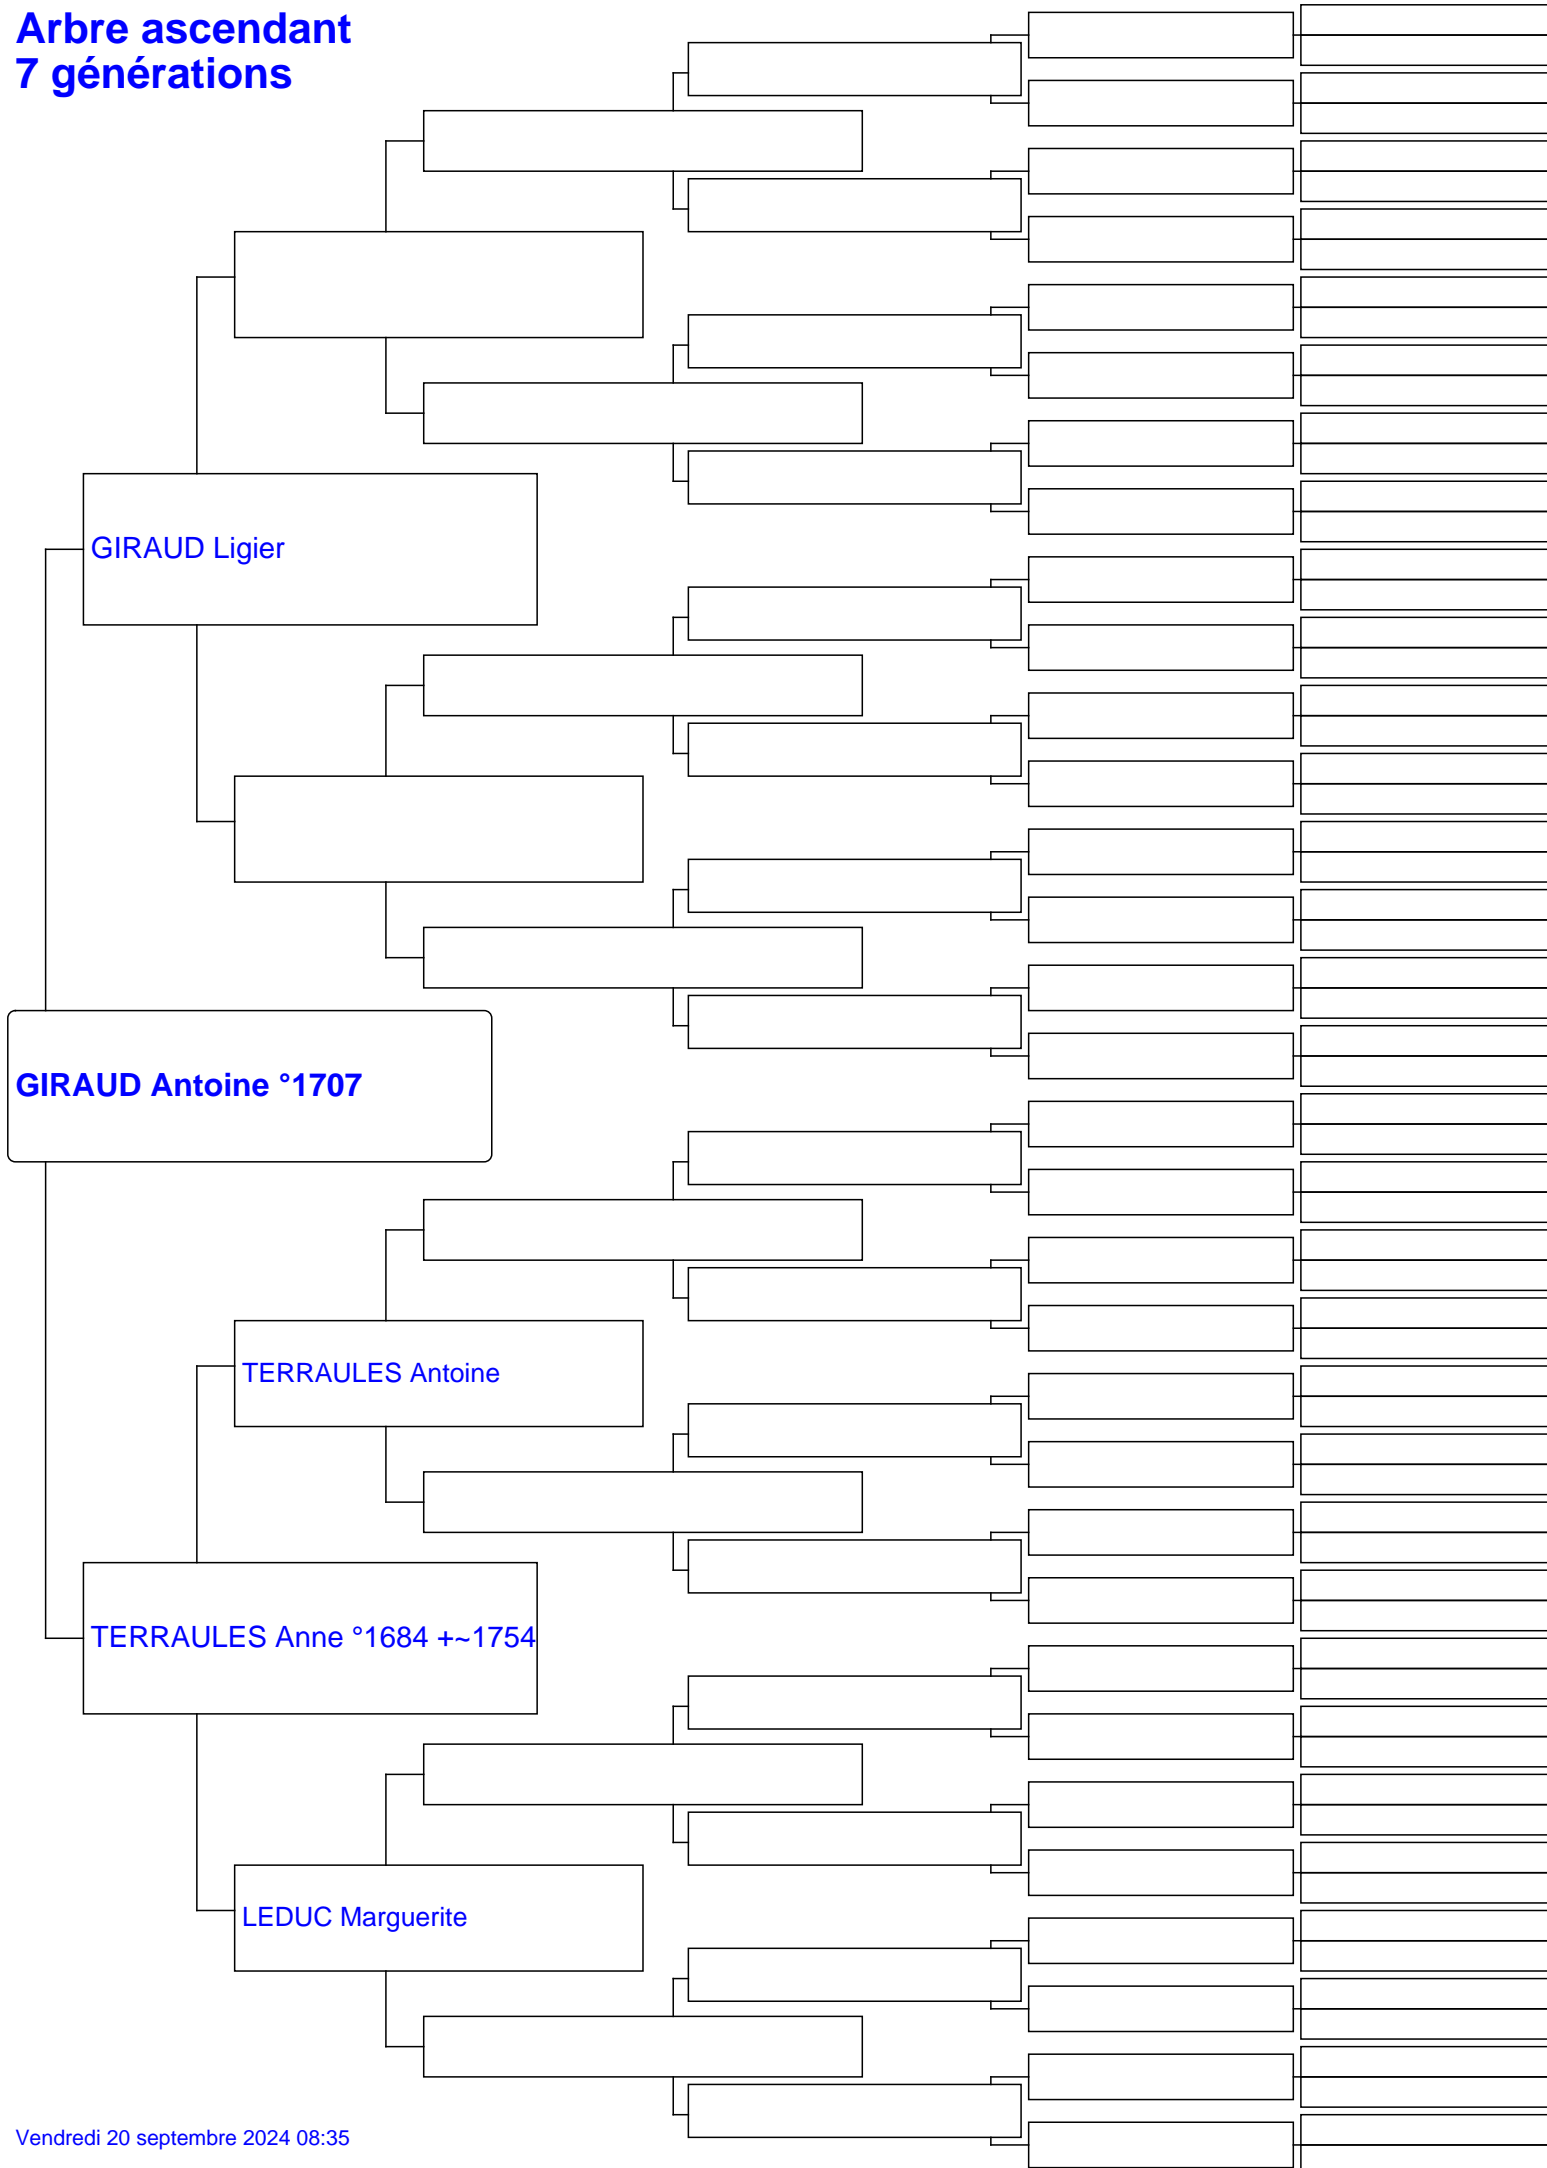 Arbre ascendant
7 générations
GIRAUD Ligier
GIRAUD Antoine °1707
TERRAULES Antoine
TERRAULES Anne °1684 +~1754
LEDUC Marguerite
Vendredi 20 septembre 2024 08:35